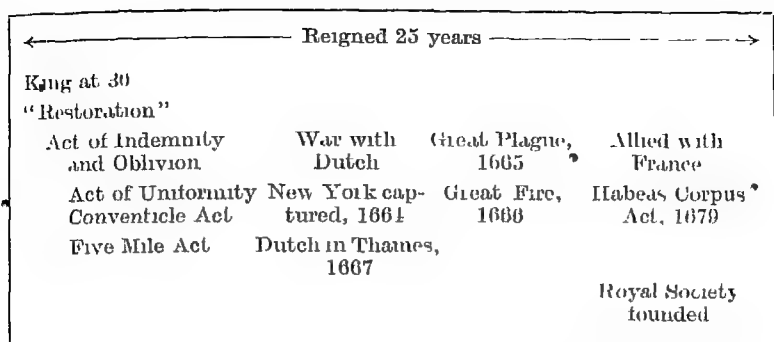 Reigned 25 years
King at 30
"Restoration"
Act of Indemnity War with Great Plague, Allied with
and Oblivion Dutch 1665 France
Act of Uniformity New York cap- Great Fire, Habeas Corpus
Conventicle Act tured, 1664 1666 Act, 1679
Five Mile Act Dutch in Thames,
1667
Royal Society
founded